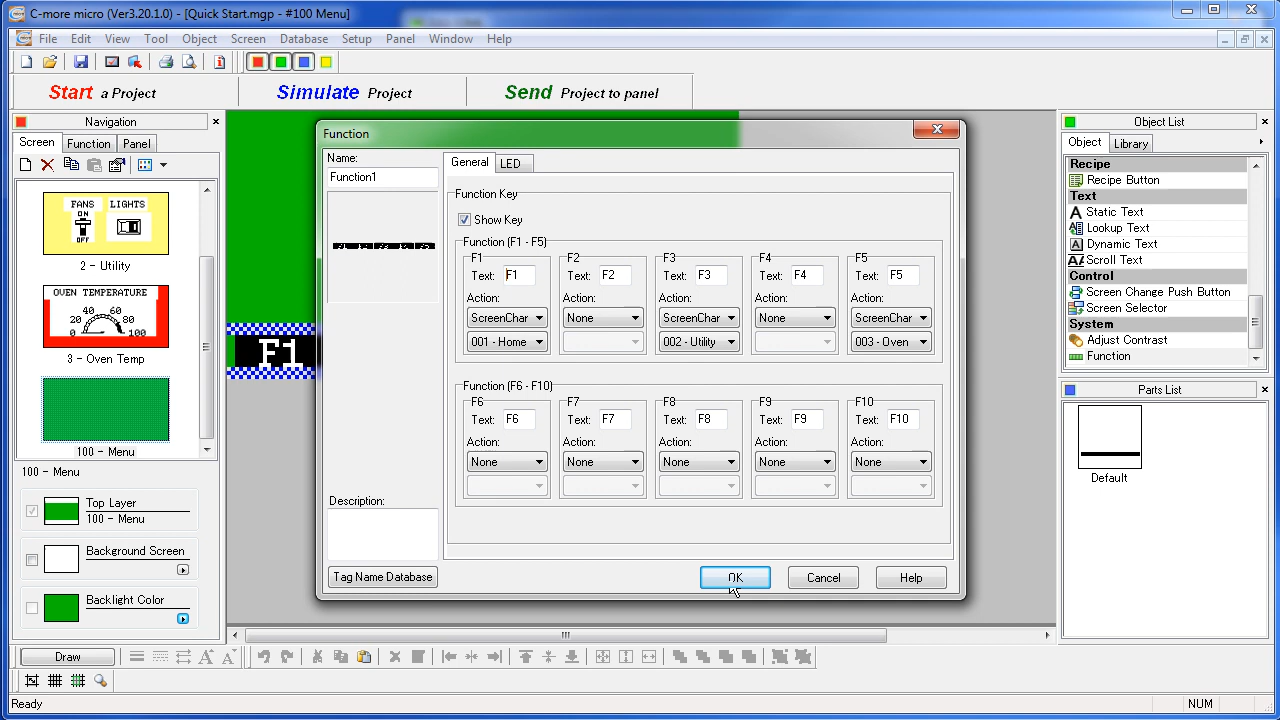 C-more micro (Ver3.20.1.0) - [Quick Start.mgp - #100 Menu]
File Edit View Tool Object Screen Database Setup Panel Window Help
Start a Project Simulate Project Send Project to panel
Navigation
Screen Function Panel
FANS LIGHTS
ON
OFF
2 - Utility
OVEN TEMPERATURE
40 60
20 80
0 100
3 - Oven Temp
100 - Menu
100 - Menu
Top Layer
100 - Menu
Background Screen
Backlight Color
F1
Function
Name:
Function1
Description:
Tag Name Database
General LED
Function Key
Show Key
Function (F1 - F5)
F1 F2 F3 F4 F5
Text: F1 Text: F2 Text: F3 Text: F4 Text: F5
Action: Action: Action: Action: Action:
ScreenChar None ScreenChar None ScreenChar
001 - Home 002 - Utility 003 - Oven
Function (F6 - F10)
F6 F7 F8 F9 F10
Text: F6 Text: F7 Text: F8 Text: F9 Text: F10
Action: Action: Action: Action: Action:
None None None None None
OK Cancel Help
Object List
Object Library
Recipe
Recipe Button
Text
Static Text
Lookup Text
Dynamic Text
Scroll Text
Control
Screen Change Push Button
Screen Selector
System
Adjust Contrast
Function
Parts List
Default
Draw
Ready NUM